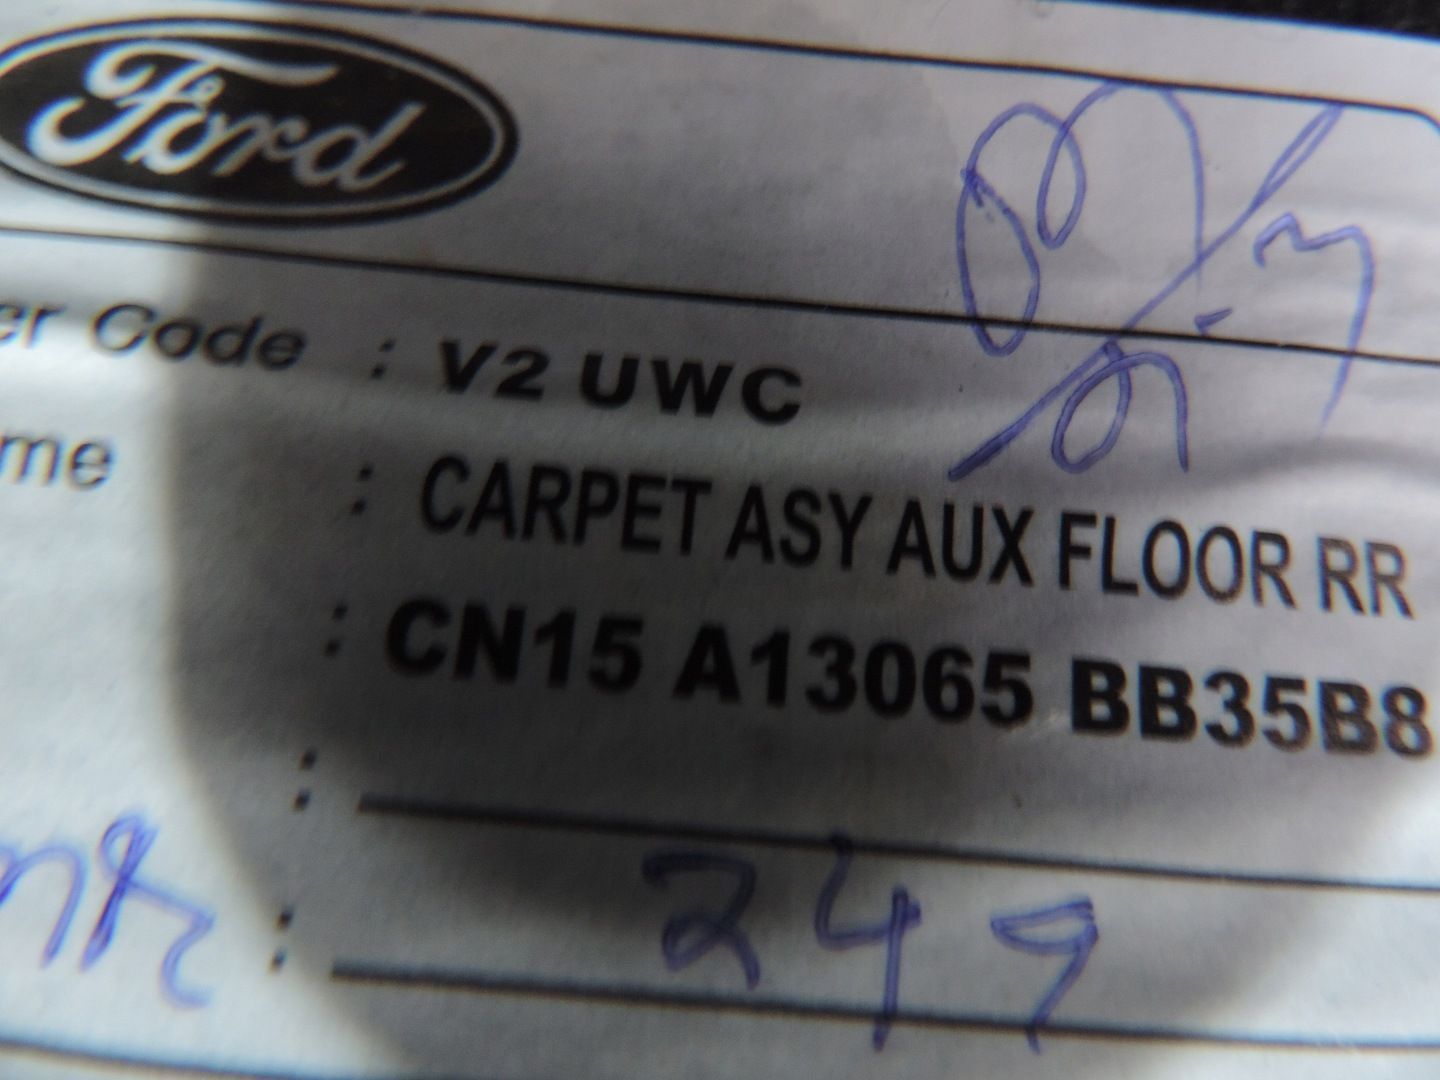 Ford
er Code : V2 UWC
me : CARPET ASY AUX FLOOR RR
: CN15 A13065 BB35B8
:
: 249